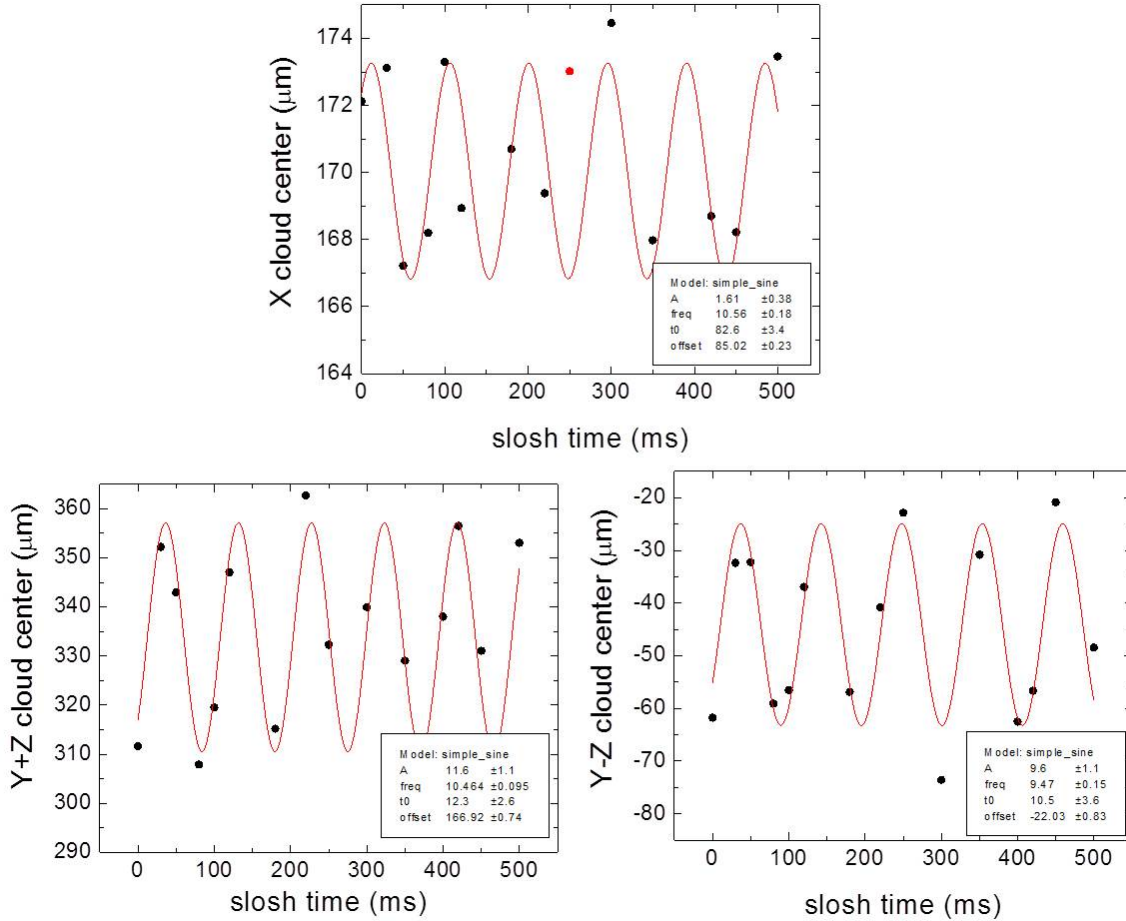 X cloud center (μm)
174
172
170
168
166
164
0 100 200 300 400 500
slosh time (ms)
Model: simple_sine
A 1.61 ±0.38
freq 10.56 ±0.18
t0 82.6 ±3.4
offset 85.02 ±0.23
Y+Z cloud center (μm)
360
350
340
330
320
310
300
290
0 100 200 300 400 500
slosh time (ms)
Model: simple_sine
A 11.6 ±1.1
freq 10.464 ±0.095
t0 12.3 ±2.6
offset 166.92 ±0.74
Y-Z cloud center (μm)
-20
-30
-40
-50
-60
-70
-80
0 100 200 300 400 500
slosh time (ms)
Model: simple_sine
A 9.6 ±1.1
freq 9.47 ±0.15
t0 10.5 ±3.6
offset -22.03 ±0.83